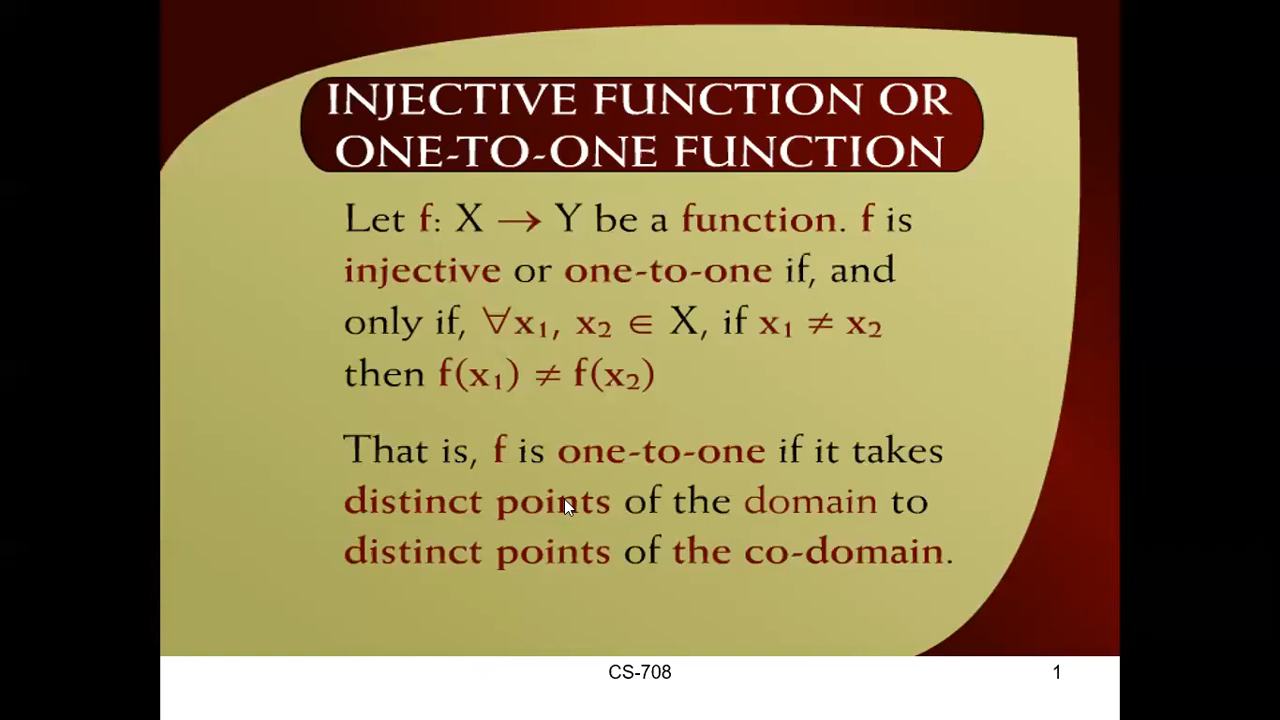 INJECTIVE FUNCTION OR
ONE-TO-ONE FUNCTION
Let f: X → Y be a function. f is
injective or one-to-one if, and
only if, ∀x₁, x₂ ∈ X, if x₁ ≠ x₂
then f(x₁) ≠ f(x₂)
That is, f is one-to-one if it takes
distinct points of the domain to
distinct points of the co-domain.
CS-708
1